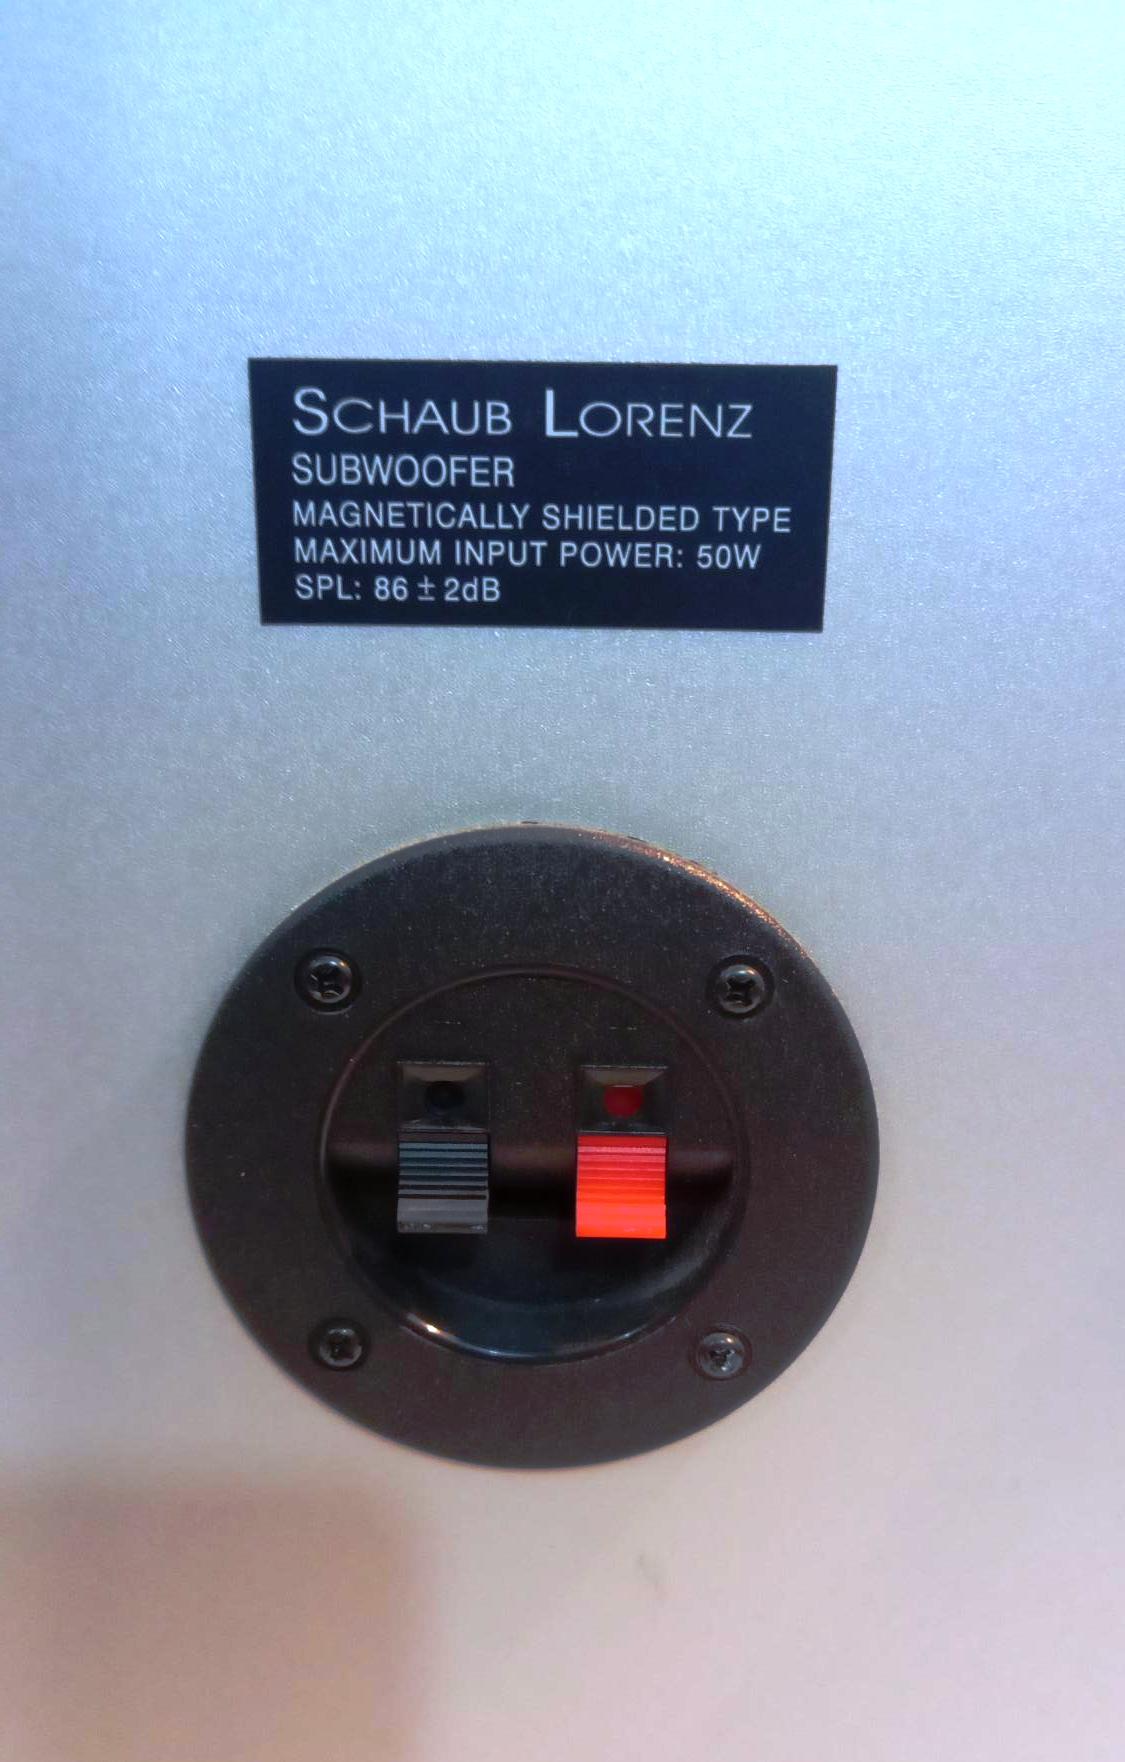 SCHAUB LORENZ
SUBWOOFER
MAGNETICALLY SHIELDED TYPE
MAXIMUM INPUT POWER: 50W
SPL: 86 ± 2dB